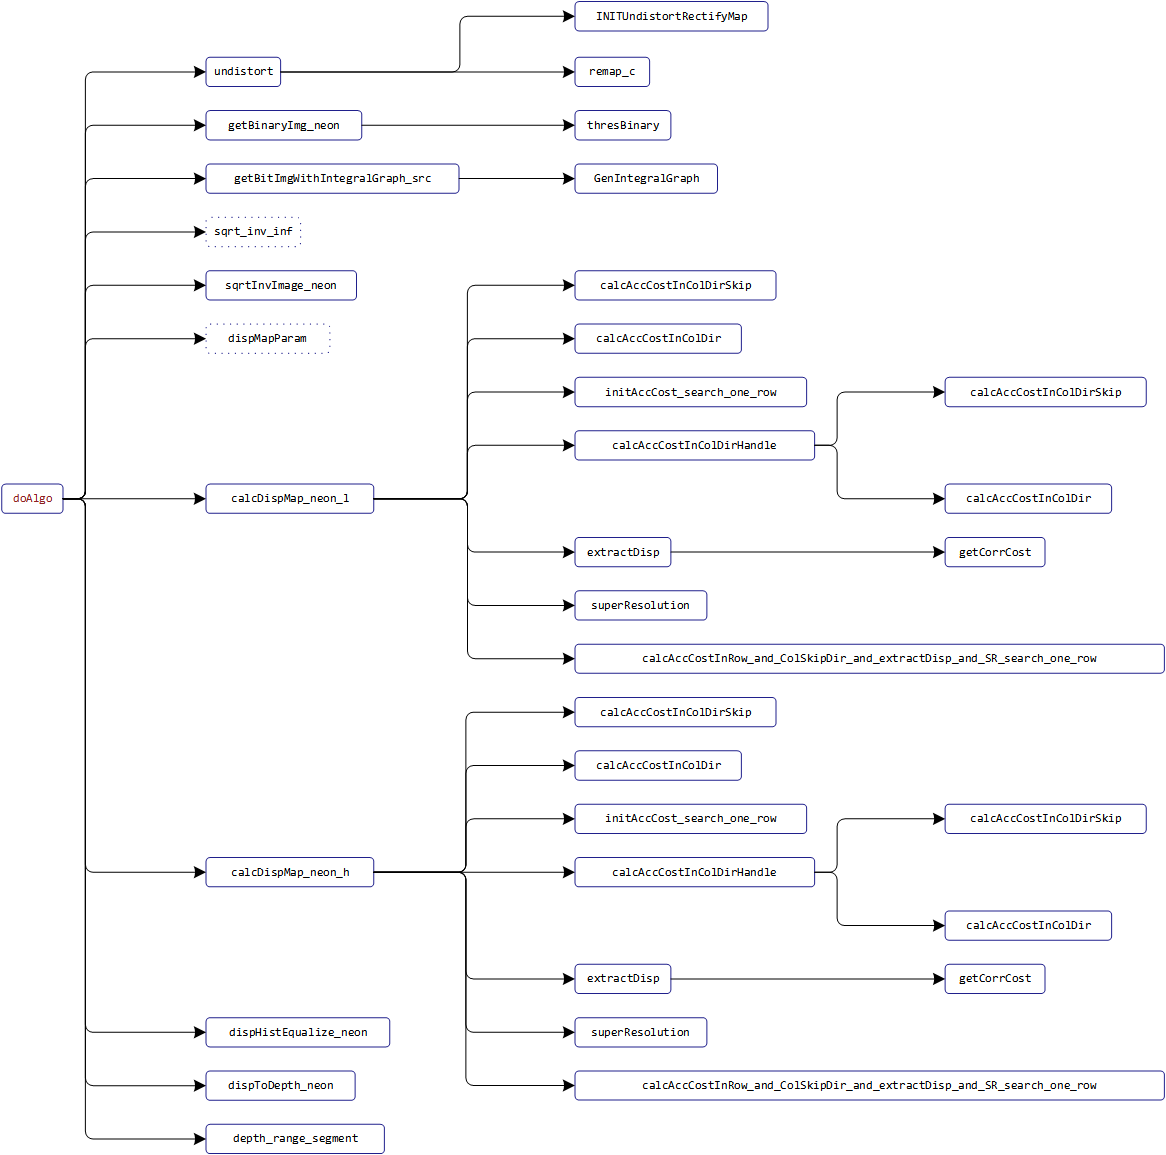 INITUndistortRectifyMap
undistort
remap_c
getBinaryImg_neon
thresBinary
getBitImgWithIntegralGraph_src
GenIntegralGraph
sqrt_inv_inf
sqrtInvImage_neon
calcAccCostInColDirSkip
dispMapParam
calcAccCostInColDir
initAccCost_search_one_row
calcAccCostInColDirSkip
calcAccCostInColDirHandle
doAlgo
calcDispMap_neon_l
calcAccCostInColDir
extractDisp
getCorrCost
superResolution
calcAccCostInRow_and_ColSkipDir_and_extractDisp_and_SR_search_one_row
calcAccCostInColDirSkip
calcAccCostInColDir
initAccCost_search_one_row
calcAccCostInColDirSkip
calcDispMap_neon_h
calcAccCostInColDirHandle
calcAccCostInColDir
extractDisp
getCorrCost
dispHistEqualize_neon
superResolution
dispToDepth_neon
calcAccCostInRow_and_ColSkipDir_and_extractDisp_and_SR_search_one_row
depth_range_segment